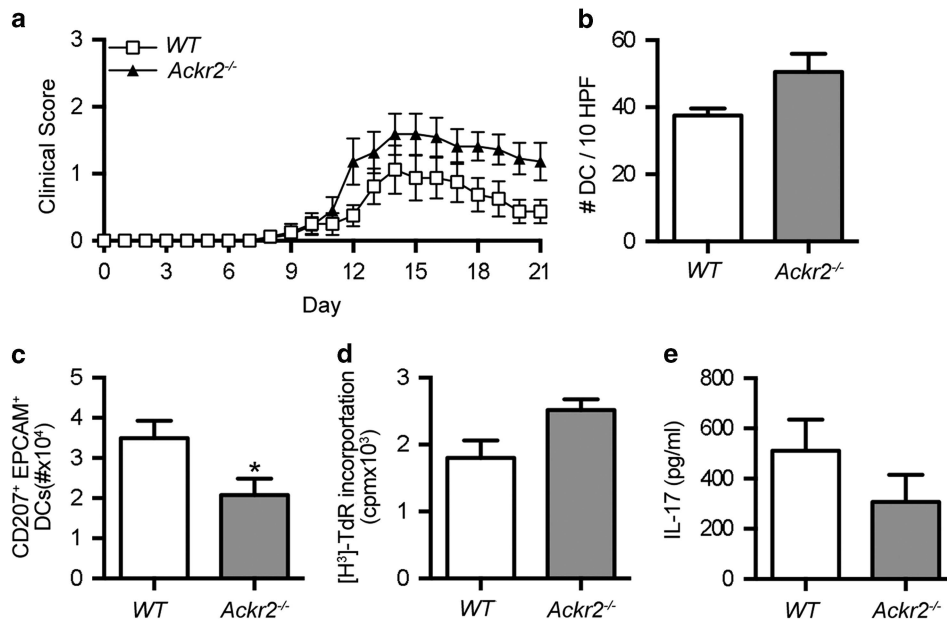 a
3
2
1
0
Clinical Score
WT
Ackr2-/-
0 3 6 9 12 15 18 21
Day
b
60
40
20
0
# DC / 10 HPF
WT Ackr2-/-
c
5
4
3
2
1
0
CD207+ EPCAM+
DCs(#x10⁴)
WT Ackr2-/-
*
d
3
2
1
0
[H³]-TdR incorportation
(cpmx10³)
WT Ackr2-/-
e
800
600
400
200
0
IL-17 (pg/ml)
WT Ackr2-/-